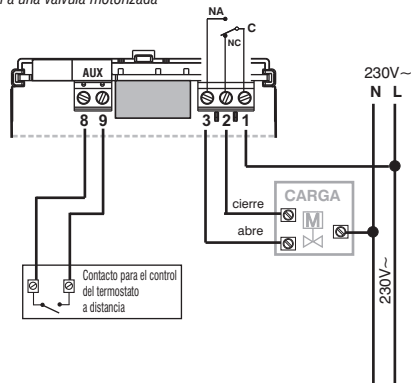 a una válvula motorizada
NA
C
NC
AUX
8 9
3 2 1
230V~
N L
CARGA
cierre
M
abre
230V~
Contacto para el control
del termostato
a distancia